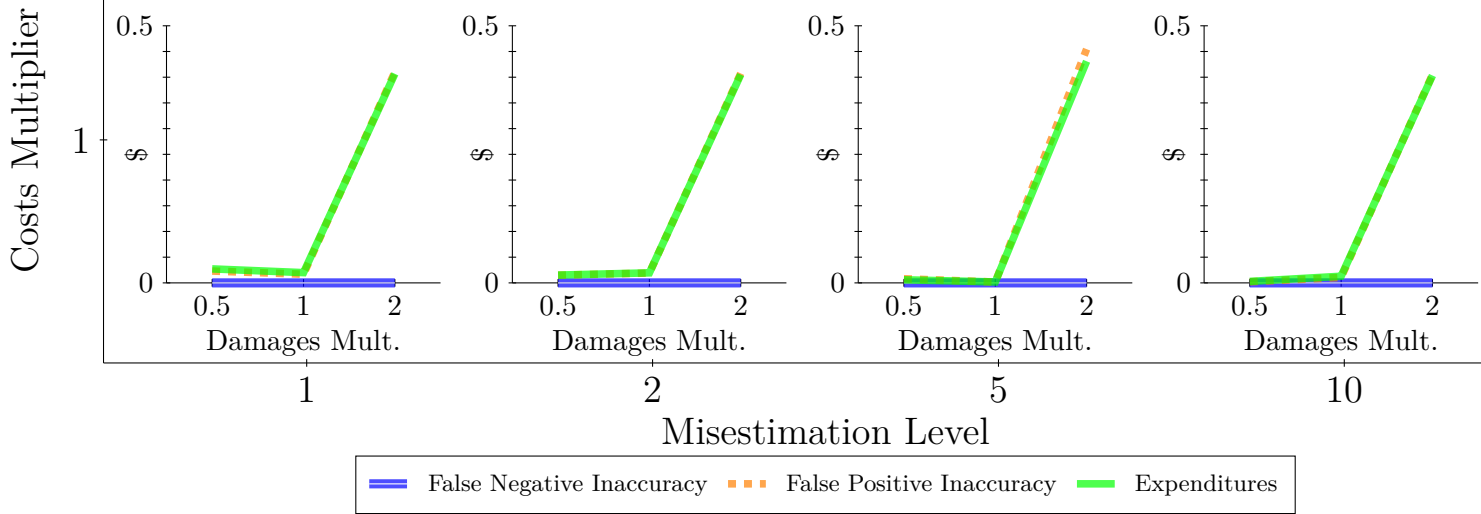 Costs Multiplier
1
0.5
$
0
0.5 1 2
Damages Mult.
0.5
$
0
0.5 1 2
Damages Mult.
0.5
$
0
0.5 1 2
Damages Mult.
0.5
$
0
0.5 1 2
Damages Mult.
1 2 5 10
Misestimation Level
False Negative Inaccuracy False Positive Inaccuracy Expenditures